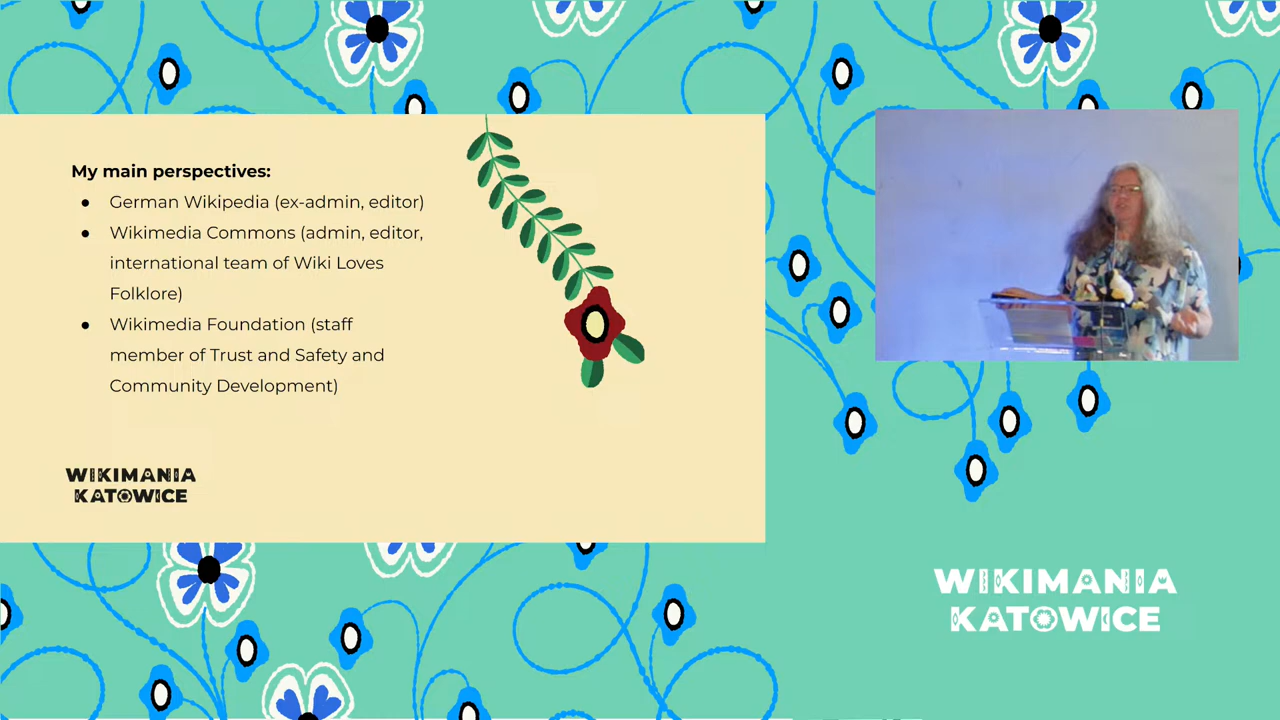 My main perspectives:
● German Wikipedia (ex-admin, editor)
● Wikimedia Commons (admin, editor,
international team of Wiki Loves
Folklore)
● Wikimedia Foundation (staff
member of Trust and Safety and
Community Development)
WIKIMANIA
KATOWICE
WIKIMANIA
KATOWICE